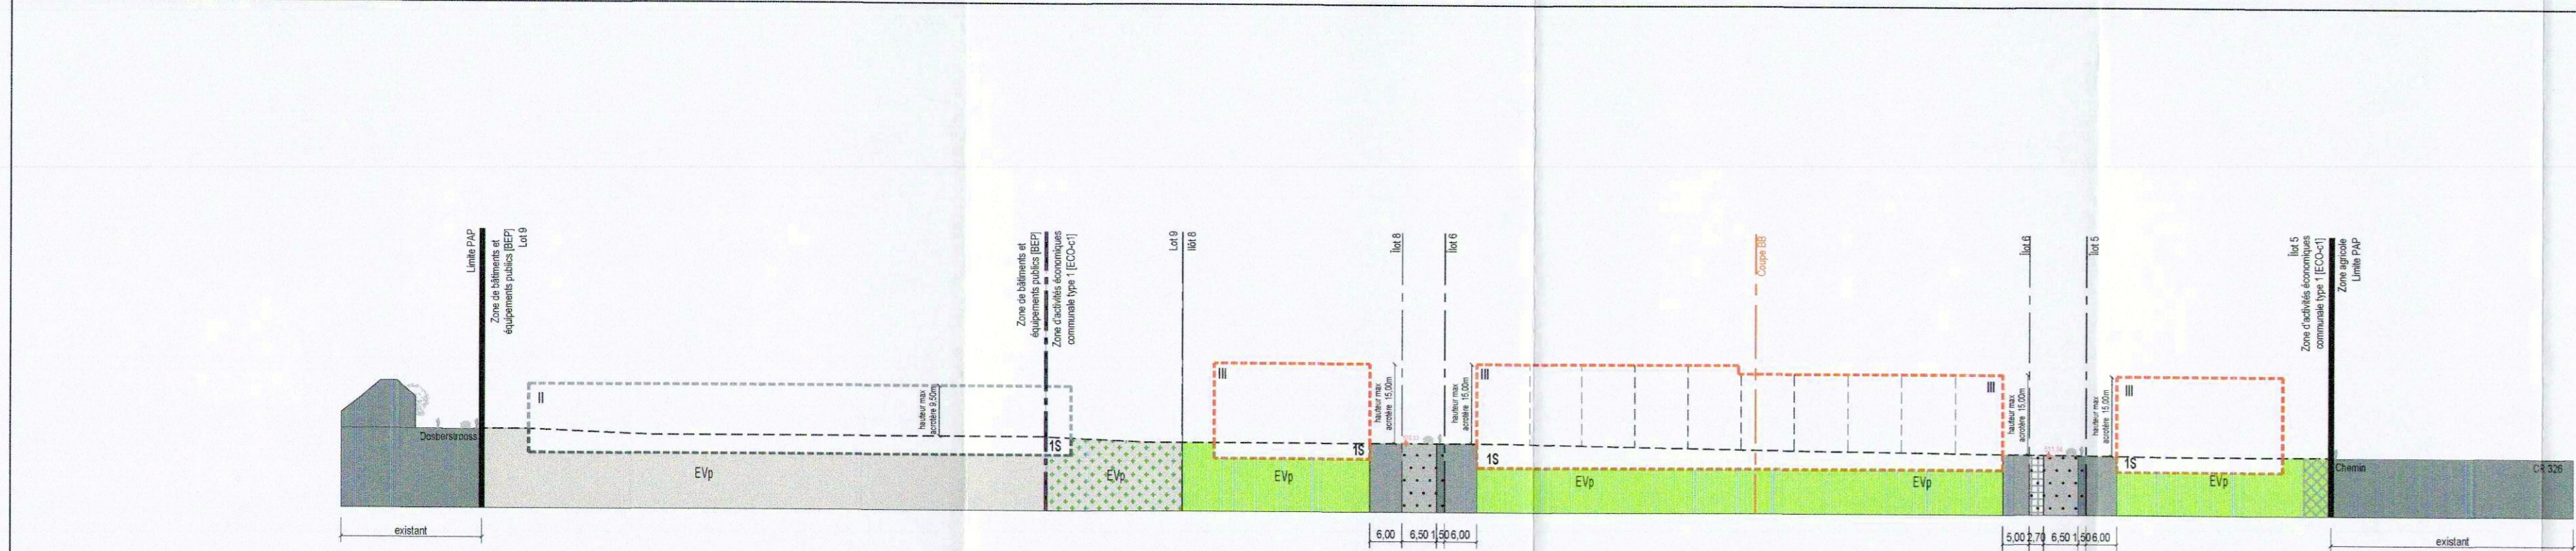 Limite PAP
Zone de bâtiments et
équipements publics [BEP]
Lot 9
Zone de bâtiments et
équipements publics [BEP]
Zone d'activités économiques
communale type 1 [ECO-c1]
Lot 9
Ilôt 8
Îlot 8
Îlot 6
Coupe BB
Îlot 6
Îlot 5
Îlot 5
Zone d'activités économiques
communale type 1 [ECO-c1]
Zone agricole
Limite PAP
II
hauteur max
acrotère 9,50m
III
hauteur max
acrotère 15,00m
hauteur max
acrotère 15,00m
III
III
hauteur max
acrotère 15,00m
hauteur max
acrotère 15,00m
III
Dosberstrooss
1S
1S
1S
1S
EVp
EVp
EVp
EVp
EVp
EVp
Chemin
CR 326
existant
6,00
6,50
1,50
6,00
5,00
2,70
6,50
1,50
6,00
existant